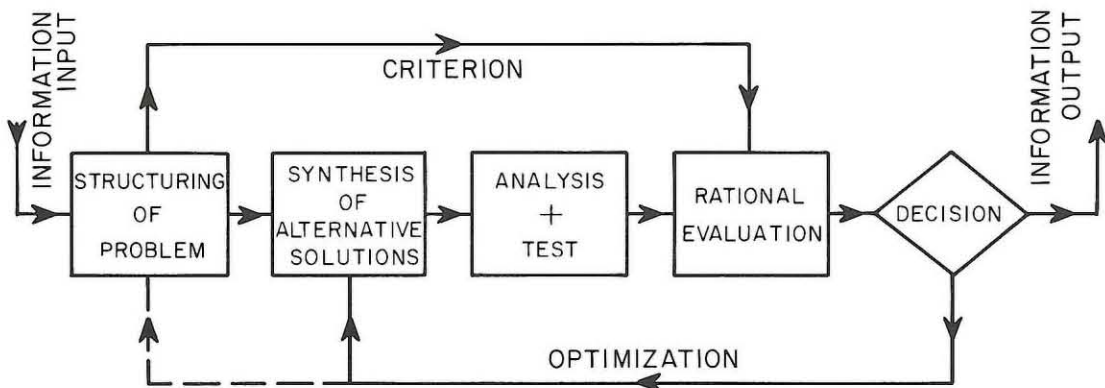 INFORMATION
INPUT
CRITERION
INFORMATION
OUTPUT
STRUCTURING
OF
PROBLEM
SYNTHESIS
OF
ALTERNATIVE
SOLUTIONS
ANALYSIS
+
TEST
RATIONAL
EVALUATION
DECISION
OPTIMIZATION